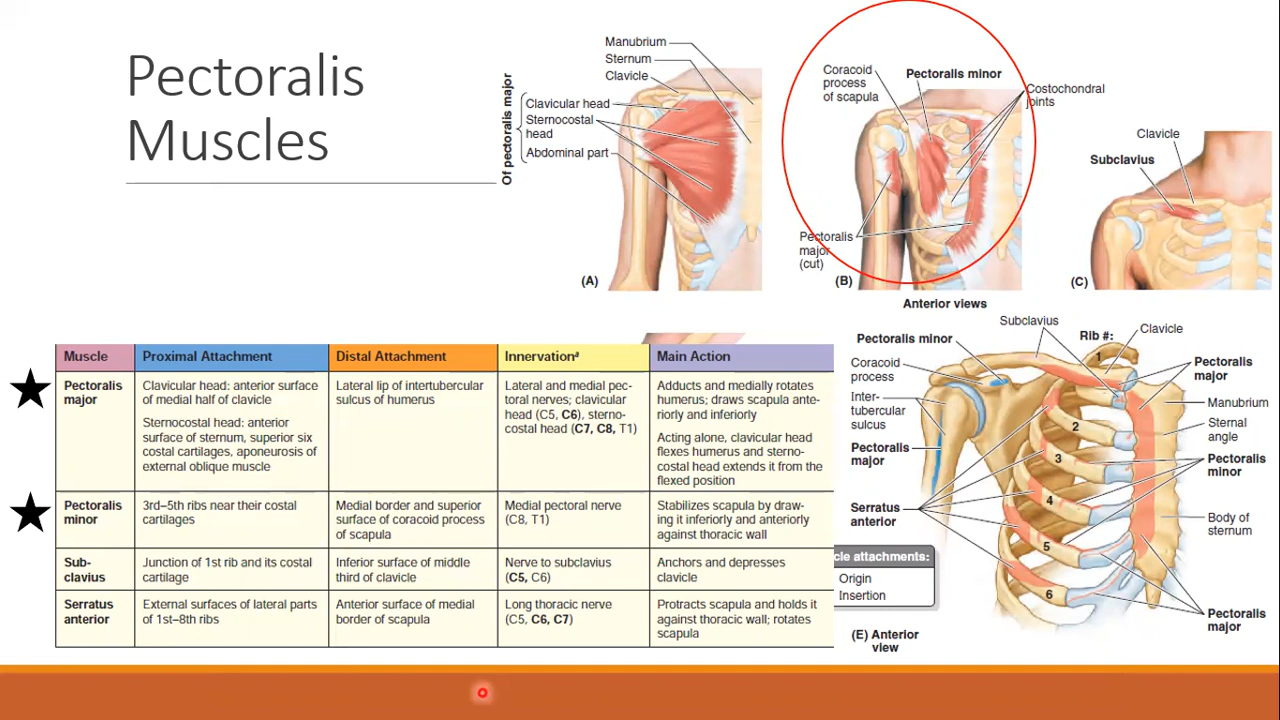 Pectoralis
Muscles
Of pectoralis major
Manubrium
Sternum
Clavicle
Clavicular head
Sternocostal
head
Abdominal part
(A)
Coracoid
process
of scapula
Pectoralis minor
Costochondral
joints
Pectoralis
major
(cut)
(B)
Clavicle
Subclavius
(C)
Anterior views
Muscle
Proximal Attachment
Distal Attachment
Innervationª
Main Action
Pectoralis
major
Clavicular head: anterior surface
of medial half of clavicle
Sternocostal head: anterior
surface of sternum, superior six
costal cartilages, aponeurosis of
external oblique muscle
Lateral lip of intertubercular
sulcus of humerus
Lateral and medial pec-
toral nerves; clavicular
head (C5, C6), sterno-
costal head (C7, C8, T1)
Adducts and medially rotates
humerus; draws scapula ante-
riorly and inferiorly
Acting alone, clavicular head
flexes humerus and sterno-
costal head extends it from the
flexed position
Pectoralis
minor
3rd–5th ribs near their costal
cartilages
Medial border and superior
surface of coracoid process
of scapula
Medial pectoral nerve
(C8, T1)
Stabilizes scapula by draw-
ing it inferiorly and anteriorly
against thoracic wall
Sub-
clavius
Junction of 1st rib and its costal
cartilage
Inferior surface of middle
third of clavicle
Nerve to subclavius
(C5, C6)
Anchors and depresses
clavicle
Serratus
anterior
External surfaces of lateral parts
of 1st–8th ribs
Anterior surface of medial
border of scapula
Long thoracic nerve
(C5, C6, C7)
Protracts scapula and holds it
against thoracic wall; rotates
scapula
Subclavius
Rib #:
Clavicle
Pectoralis minor
Coracoid
process
Inter-
tubercular
sulcus
Pectoralis
major
Serratus
anterior
1
2
3
4
5
6
Pectoralis
major
Manubrium
Sternal
angle
Pectoralis
minor
Body of
sternum
Pectoralis
major
cle attachments:
Origin
Insertion
(E) Anterior
view